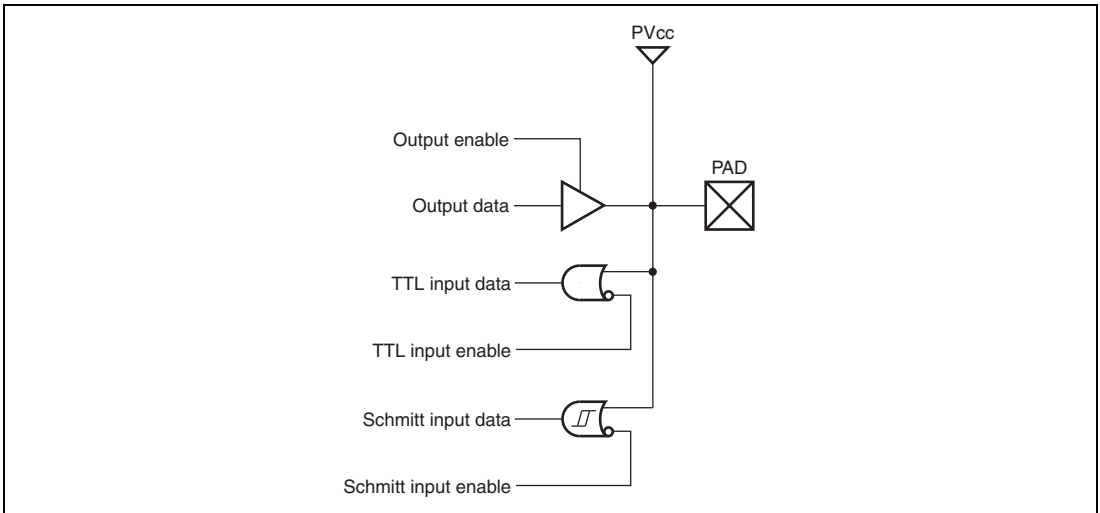 PVcc
Output enable
PAD
Output data
TTL input data
TTL input enable
Schmitt input data
Schmitt input enable